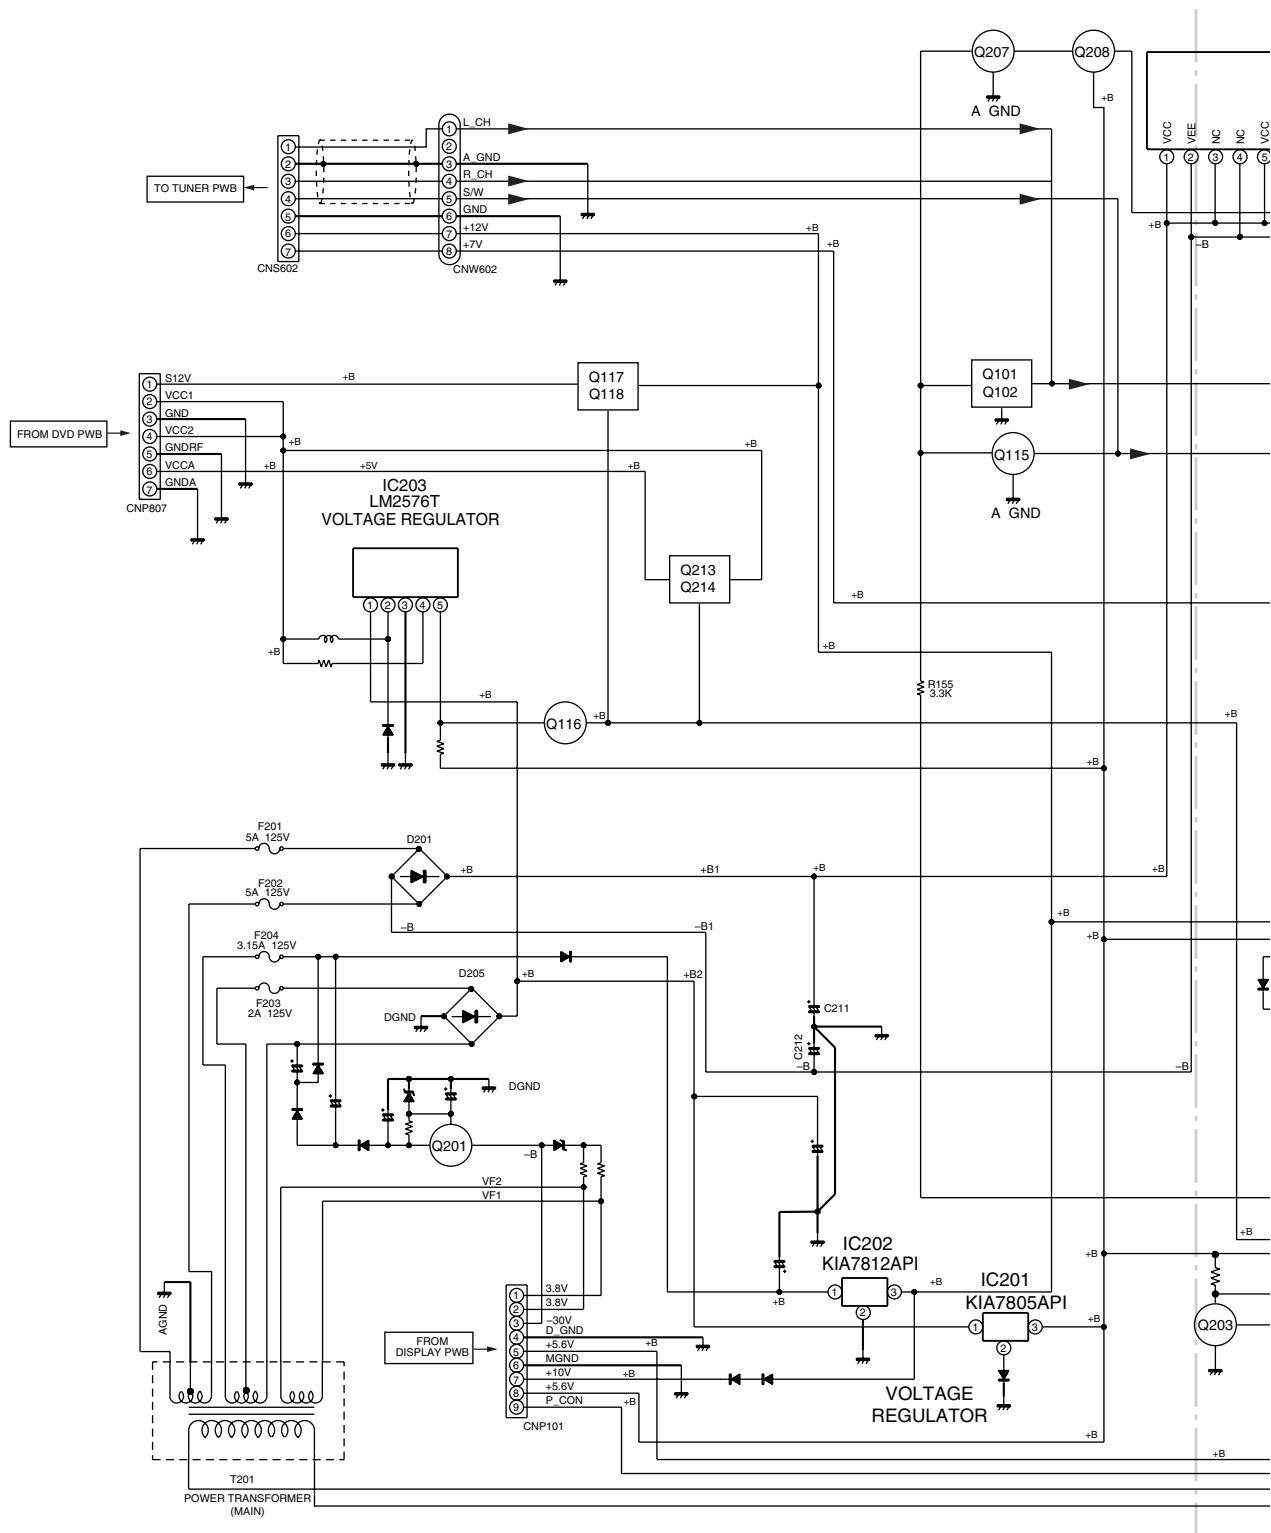 Q207
Q208
+B
A GND
VCC
VEE
NC
NC
VCC
1
2
3
4
5
+B
–B
TO TUNER PWB
1
2
3
4
5
6
7
CNS602
1
2
3
4
5
6
7
8
L_CH
A_GND
R_CH
S/W
GND
+12V
+7V
CNW602
+B
+B
FROM DVD PWB
1
2
3
4
5
6
7
S12V
VCC1
GND
VCC2
GNDRF
VCCA
GNDA
CNP807
+B
+B
+B
+B
+5V
+B
Q117
Q118
Q101
Q102
Q115
A GND
IC203
LM2576T
VOLTAGE REGULATOR
1
2
3
4
5
Q213
Q214
+B
+B
+B
R155
3.3K
+B
Q116
+B
+B
+B
F201
5A 125V
D201
+B
+B1
+B
+B
F202
5A 125V
–B
–B1
+B
+B
F204
3.15A 125V
D205
+B
+B2
F203
2A 125V
DGND
C211
C212
–B
–B
DGND
Q201
–B
VF2
VF1
+B
+B
IC202
KIA7812API
1
2
3
+B
+B
IC201
KIA7805API
1
2
3
+B
Q203
VOLTAGE
REGULATOR
AGND
FROM
DISPLAY PWB
1
2
3
4
5
6
7
8
9
3.8V
3.8V
–30V
D_GND
+5.6V
MGND
+10V
+5.6V
P_CON
+B
+B
+B
CNP101
+B
+B
T201
POWER TRANSFORMER
(MAIN)